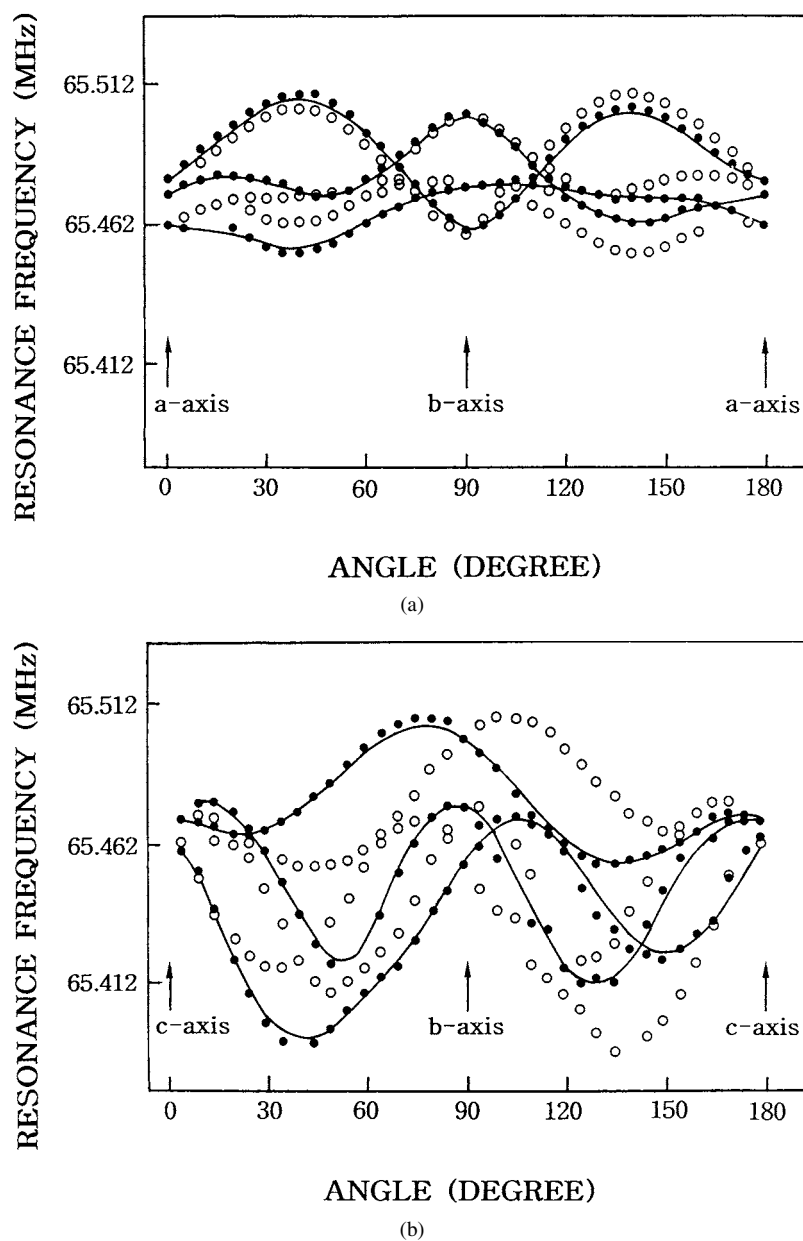 RESONANCE FREQUENCY (MHz)
65.512
65.462
65.412
a-axis
b-axis
a-axis
0 30 60 90 120 150 180
ANGLE (DEGREE)
(a)
RESONANCE FREQUENCY (MHz)
65.512
65.462
65.412
c-axis
b-axis
c-axis
0 30 60 90 120 150 180
ANGLE (DEGREE)
(b)